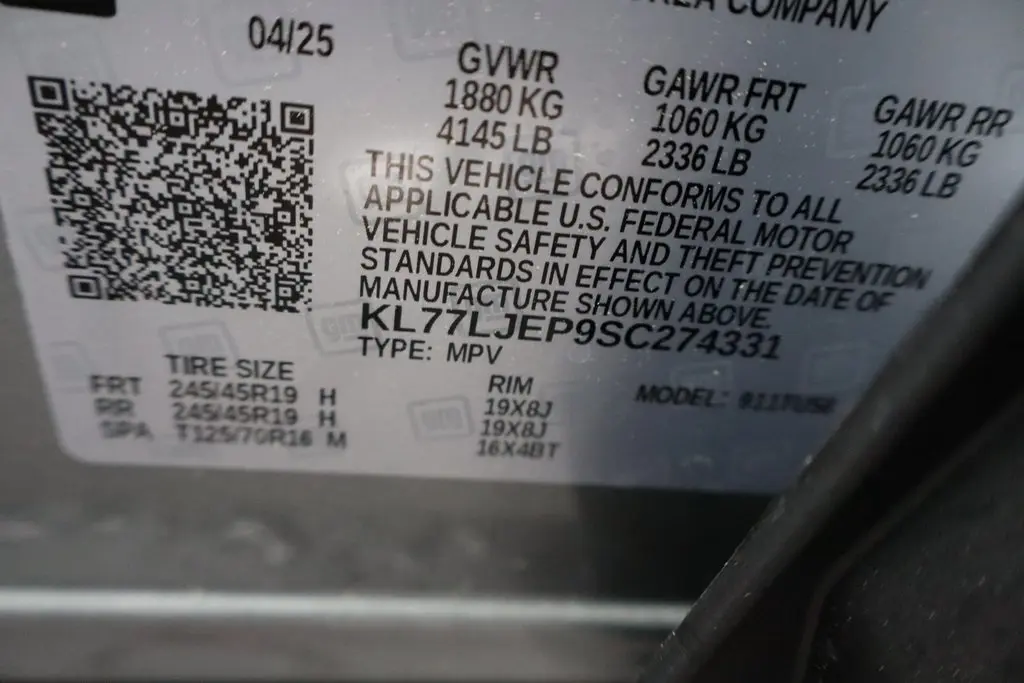 KOREA COMPANY
04/25
GVWR
1880 KG
4145 LB
GAWR FRT
1060 KG
2336 LB
GAWR RR
1060 KG
2336 LB
THIS VEHICLE CONFORMS TO ALL
APPLICABLE U.S. FEDERAL MOTOR
VEHICLE SAFETY AND THEFT PREVENTION
STANDARDS IN EFFECT ON THE DATE OF
MANUFACTURE SHOWN ABOVE.
KL77LJEP9SC274331
TYPE: MPV
TIRE SIZE RIM MODEL:
FRT 245/45R19 H 19X8J
RR 245/45R19 H 19X8J
SPA T125/70R16 M 16X4BT